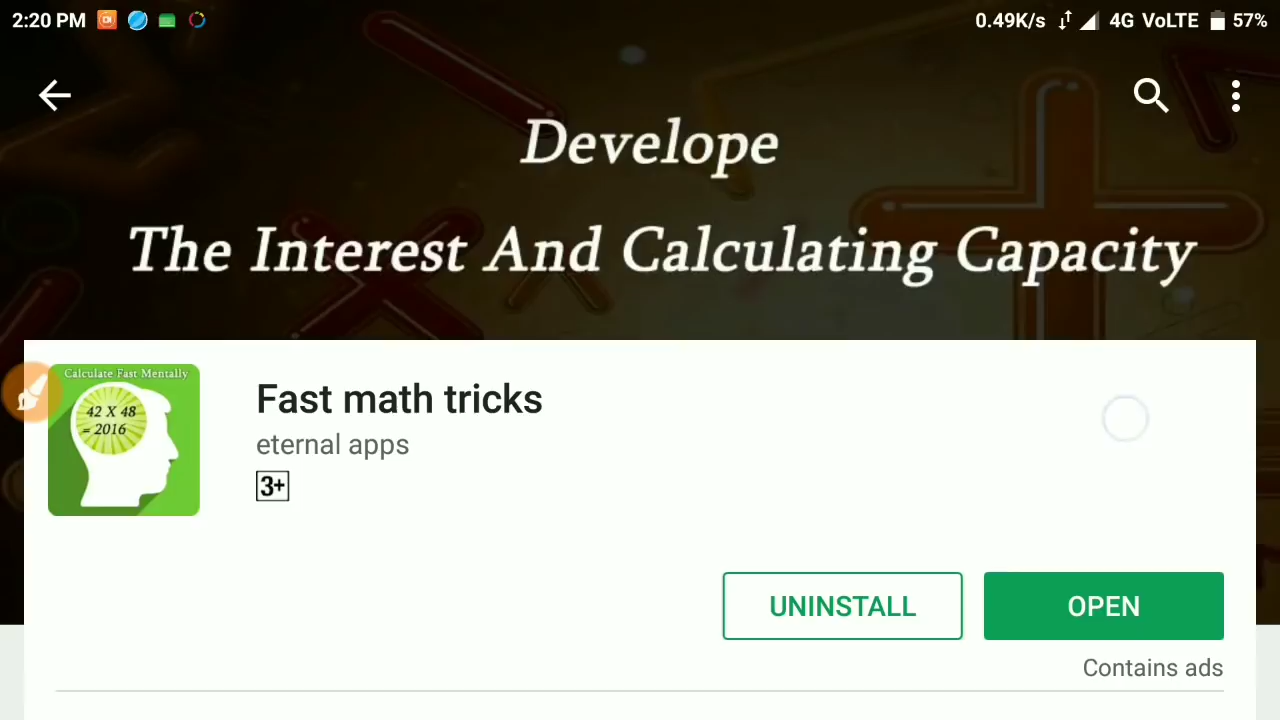 2:20 PM
0.49K/s 4G VoLTE 57%
Develope
The Interest And Calculating Capacity
Calculate Fast Mentally
42 X 48
= 2016
Fast math tricks
eternal apps
3+
UNINSTALL
OPEN
Contains ads